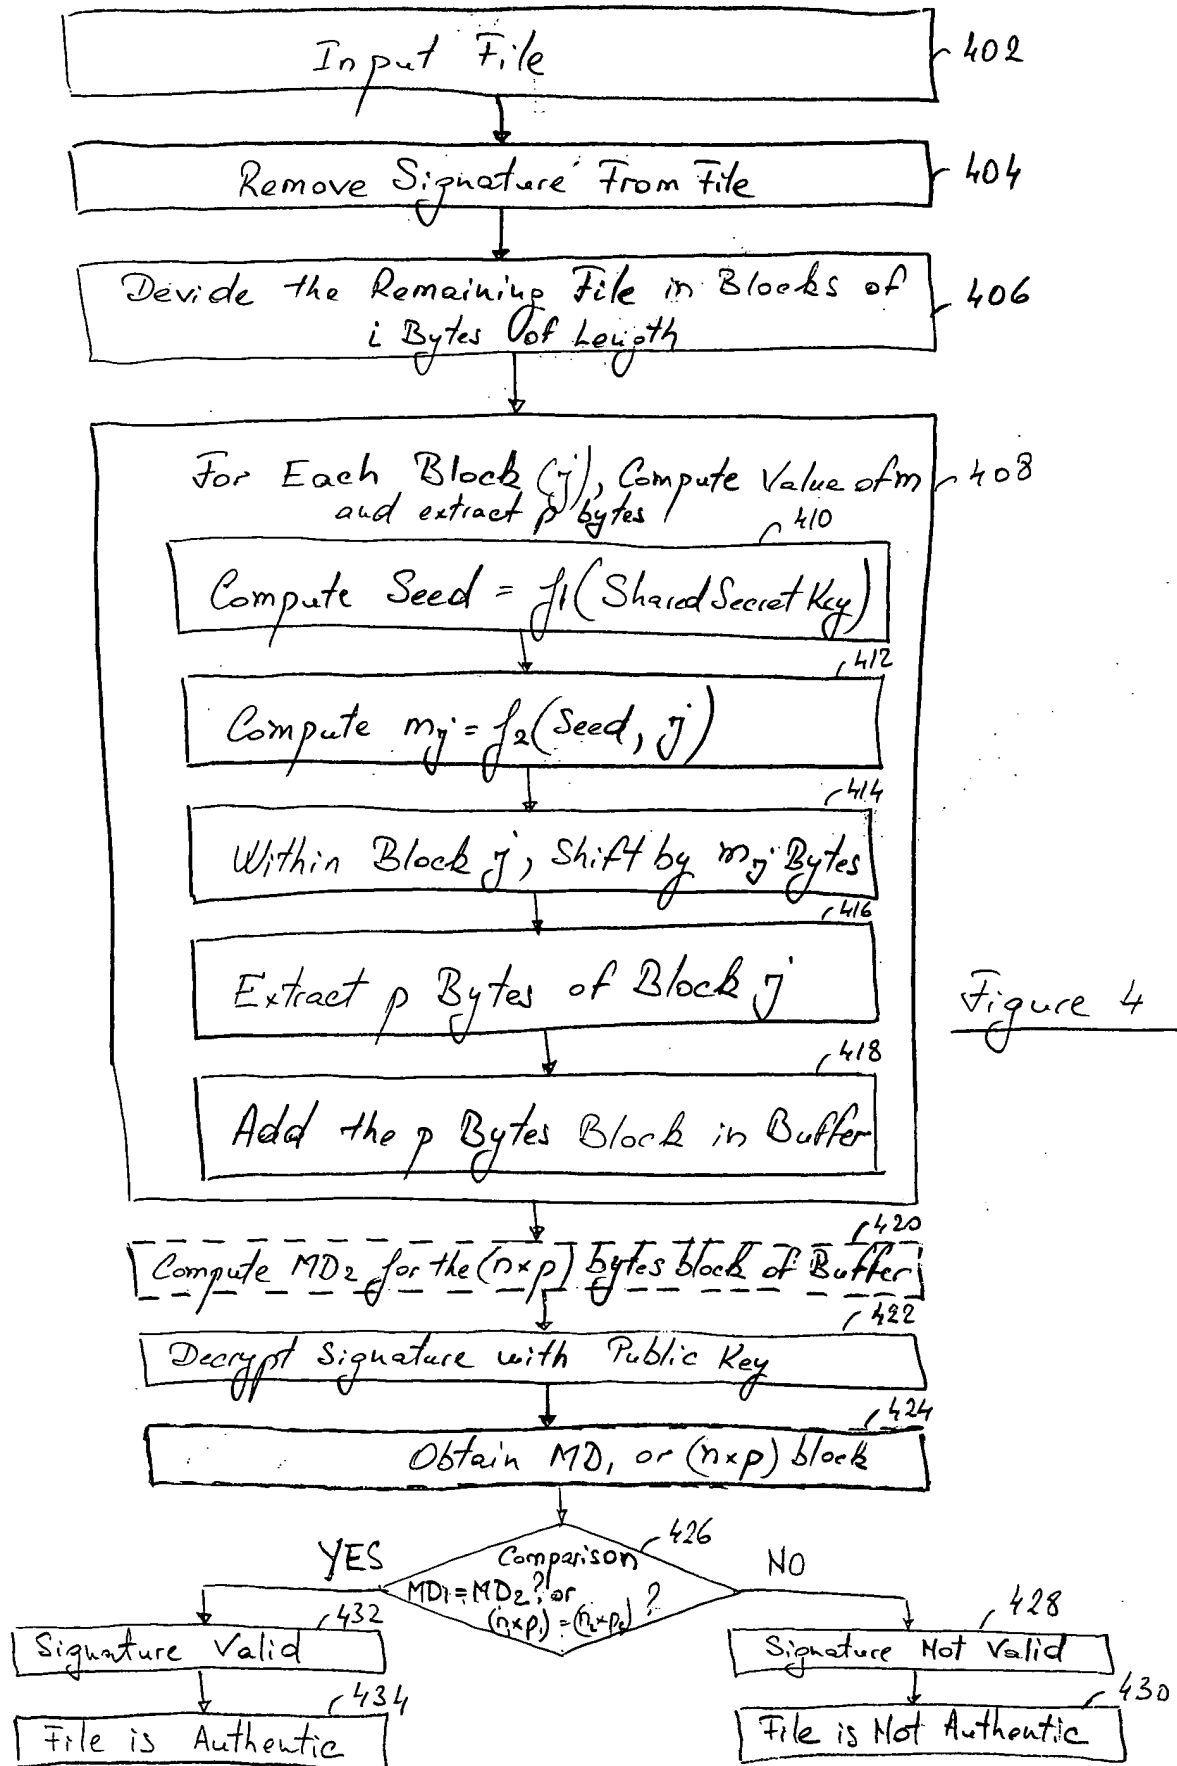 Input File
402
Remove Signature From File
404
Devide the Remaining File in Blocks of
i Bytes of Length
406
For Each Block (j), Compute Value of m
and extract p bytes
408
410
Compute Seed = f1(Shared Secret Key)
412
Compute mj = f2(Seed, j)
414
Within Block j, Shift by mj Bytes
416
Extract p Bytes of Block j
Figure 4
418
Add the p Bytes Block in Buffer
420
Compute MD2 for the (n×p) bytes block of Buffer
422
Decrypt Signature with Public Key
424
Obtain MD1 or (n×p) block
426
YES
Comparison
NO
MD1 = MD2? or
(n1×p1) = (n2×p2) ?
432
428
Signature Valid
Signature Not Valid
434
430
File is Authentic
File is Not Authentic